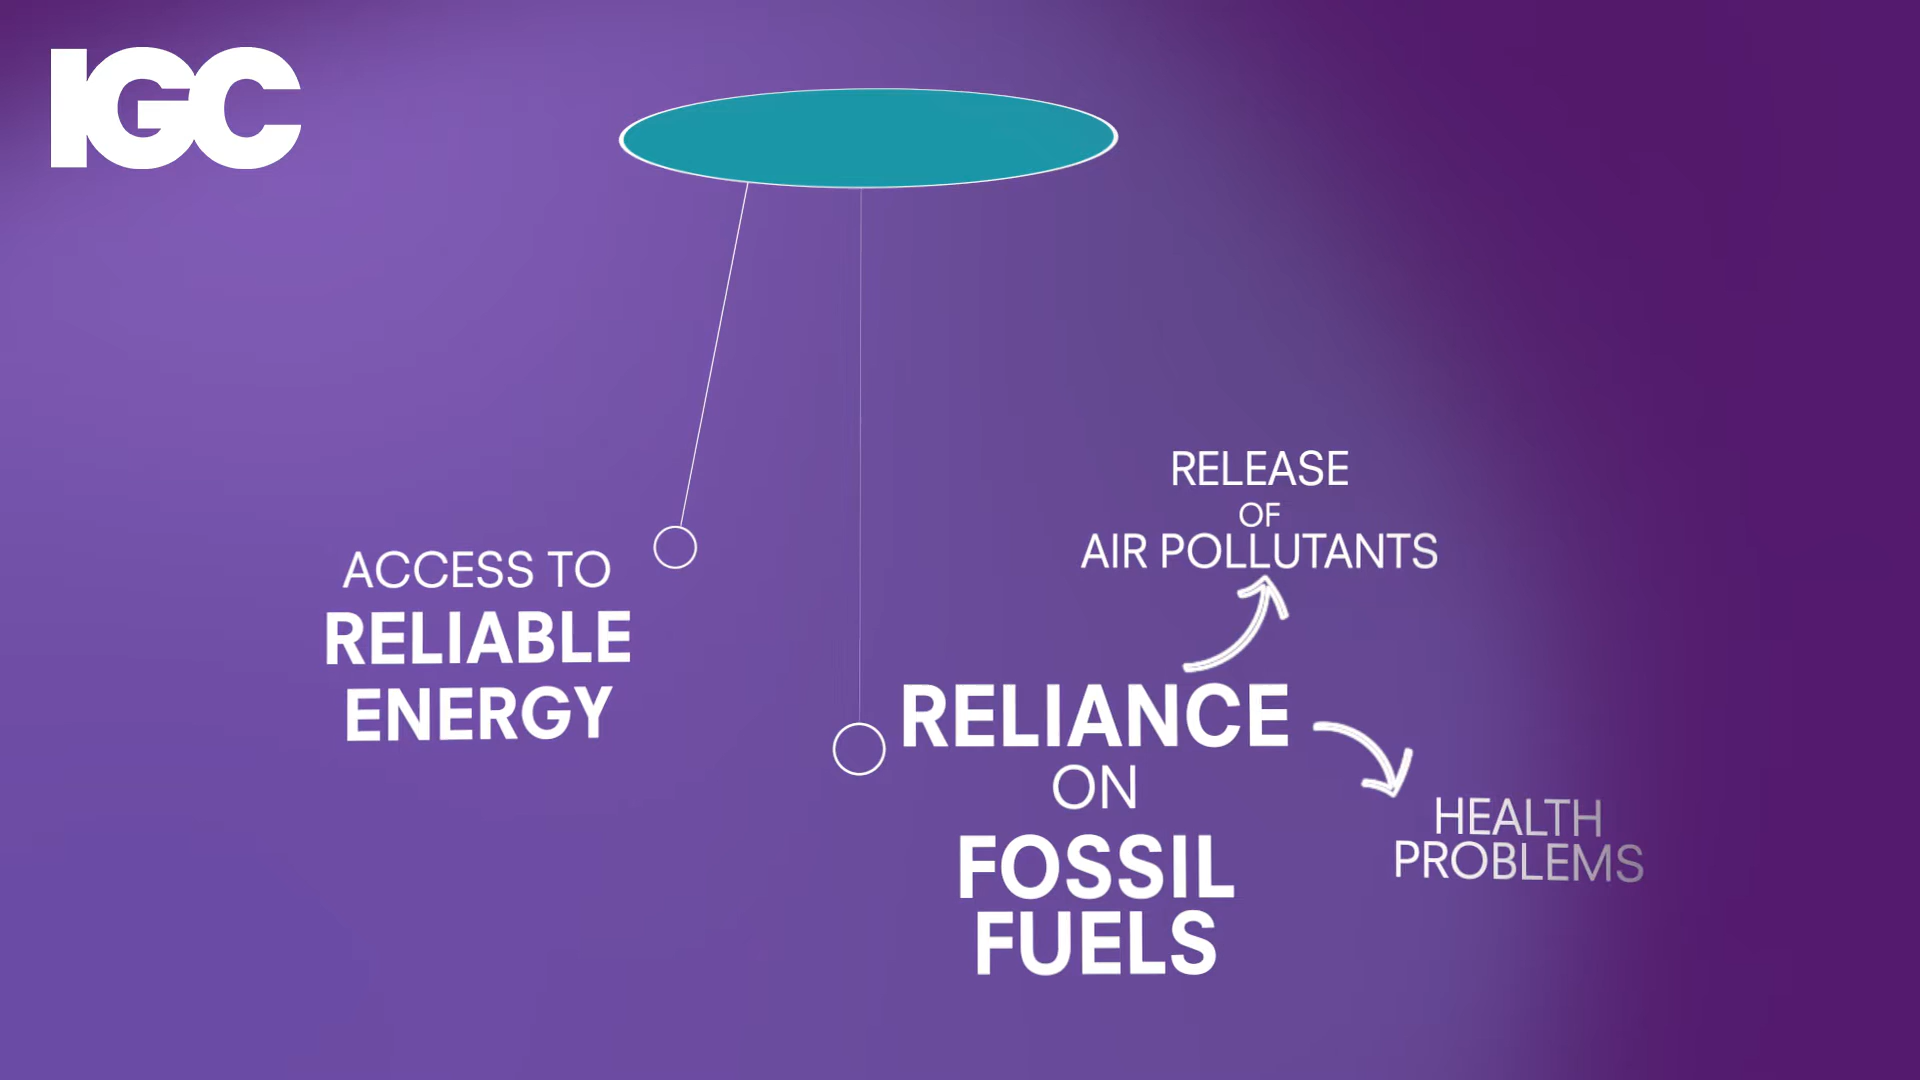 IGC
ACCESS TO
RELIABLE
ENERGY
RELEASE
OF
AIR POLLUTANTS
RELIANCE
ON
FOSSIL
FUELS
HEALTH
PROBLEMS